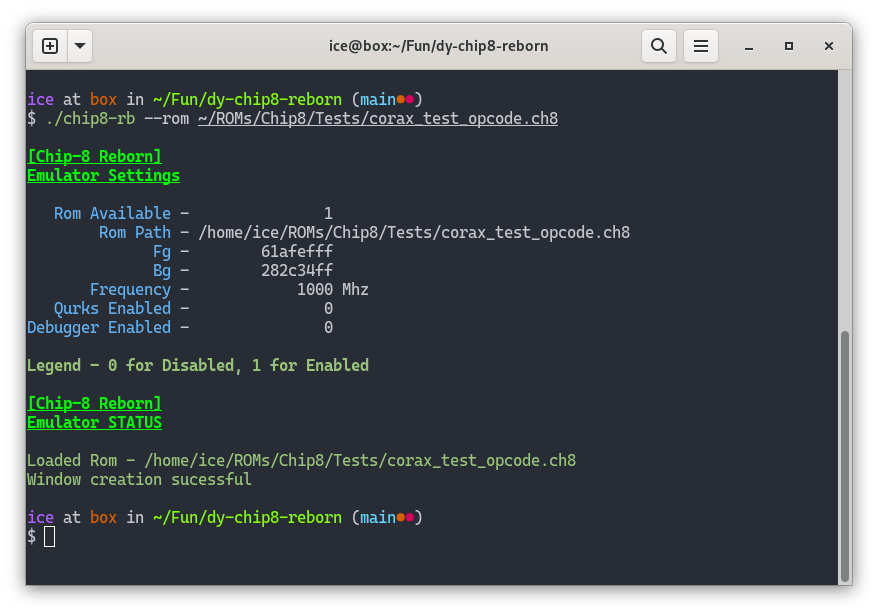 ice@box:~/Fun/dy-chip8-reborn
ice at box in ~/Fun/dy-chip8-reborn (main●●)
$ ./chip8-rb --rom ~/ROMs/Chip8/Tests/corax_test_opcode.ch8
[Chip-8 Reborn]
Emulator Settings
Rom Available - 1
Rom Path - /home/ice/ROMs/Chip8/Tests/corax_test_opcode.ch8
Fg - 61afefff
Bg - 282c34ff
Frequency - 1000 Mhz
Qurks Enabled - 0
Debugger Enabled - 0
Legend - 0 for Disabled, 1 for Enabled
[Chip-8 Reborn]
Emulator STATUS
Loaded Rom - /home/ice/ROMs/Chip8/Tests/corax_test_opcode.ch8
Window creation sucessful
ice at box in ~/Fun/dy-chip8-reborn (main●●)
$